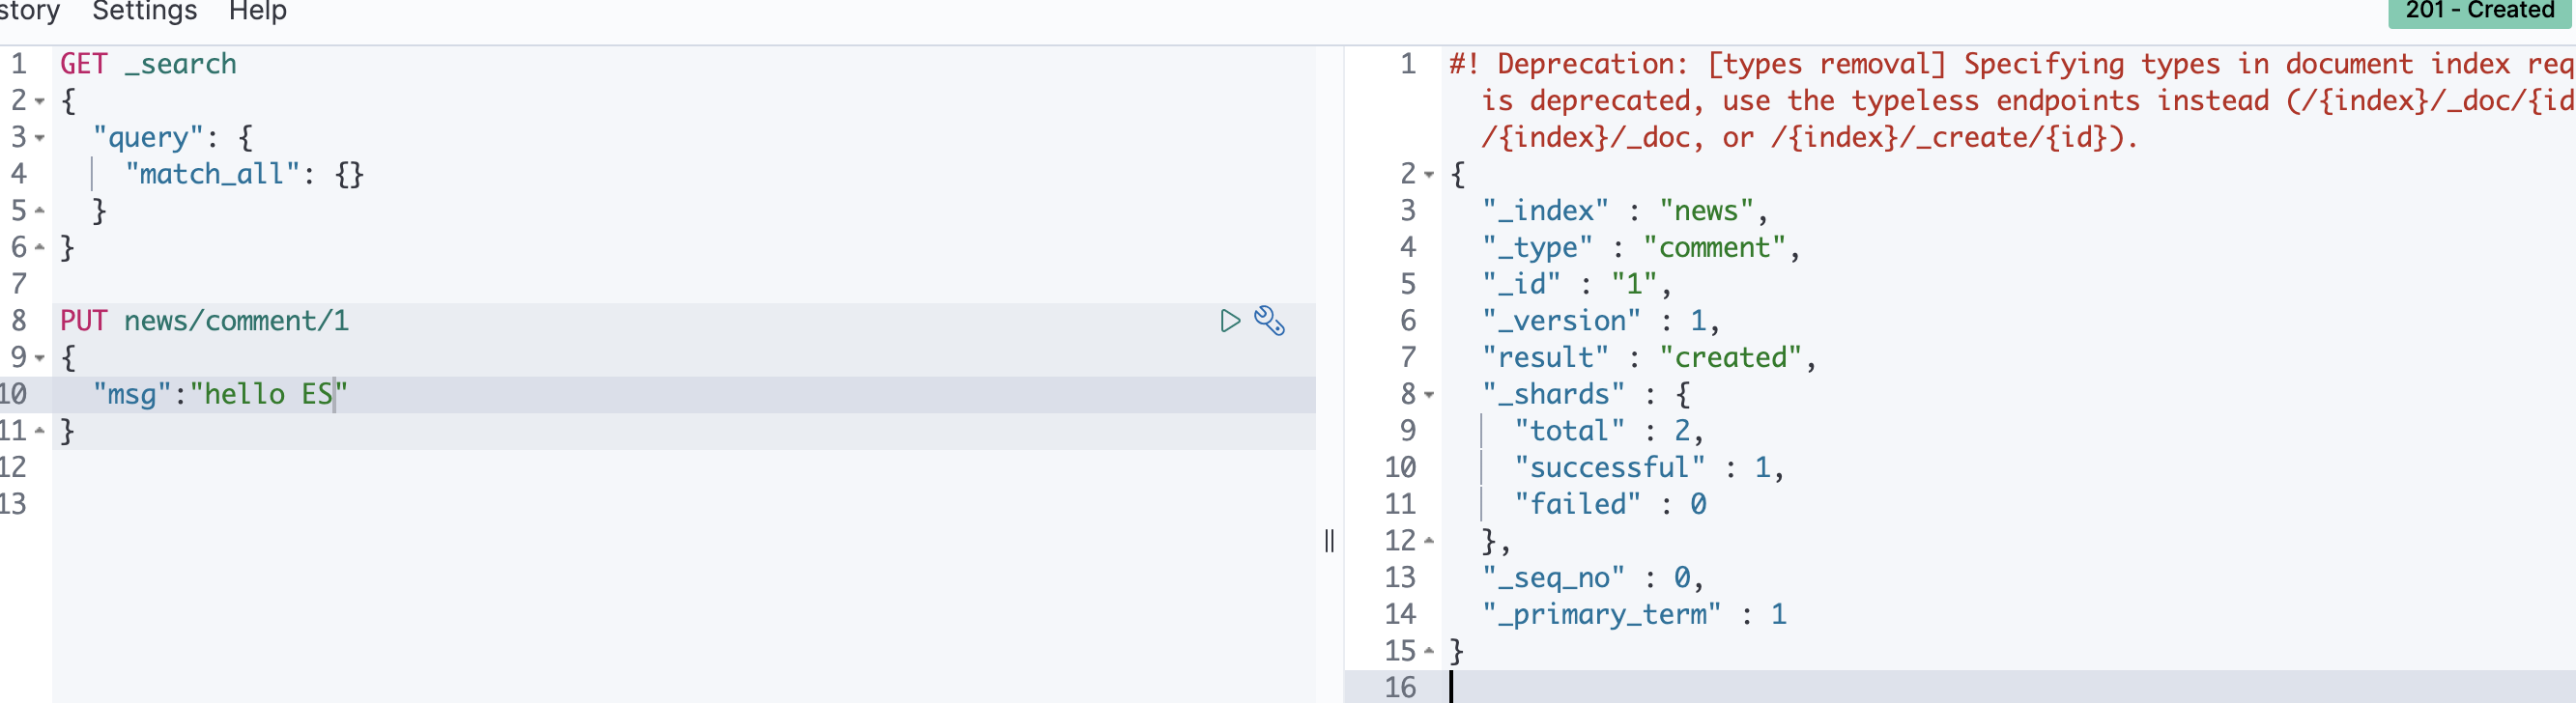 story Settings Help
201 - Created
1 GET _search
2 {
3 "query": {
4 "match_all": {}
5 }
6 }
7
8 PUT news/comment/1
9 {
10 "msg":"hello ES"
11 }
12
13
1 #! Deprecation: [types removal] Specifying types in document index req
is deprecated, use the typeless endpoints instead (/{index}/_doc/{id
/{index}/_doc, or /{index}/_create/{id}).
2 {
3 "_index" : "news",
4 "_type" : "comment",
5 "_id" : "1",
6 "_version" : 1,
7 "result" : "created",
8 "_shards" : {
9 "total" : 2,
10 "successful" : 1,
11 "failed" : 0
12 },
13 "_seq_no" : 0,
14 "_primary_term" : 1
15 }
16